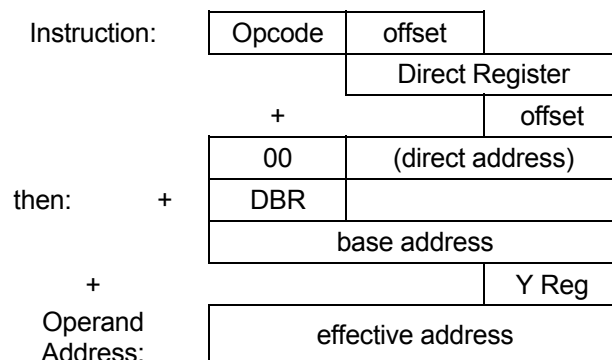 Instruction: Opcode offset
Direct Register
+ offset
00 (direct address)
then: + DBR
base address
+ Y Reg
Operand
Address: effective address